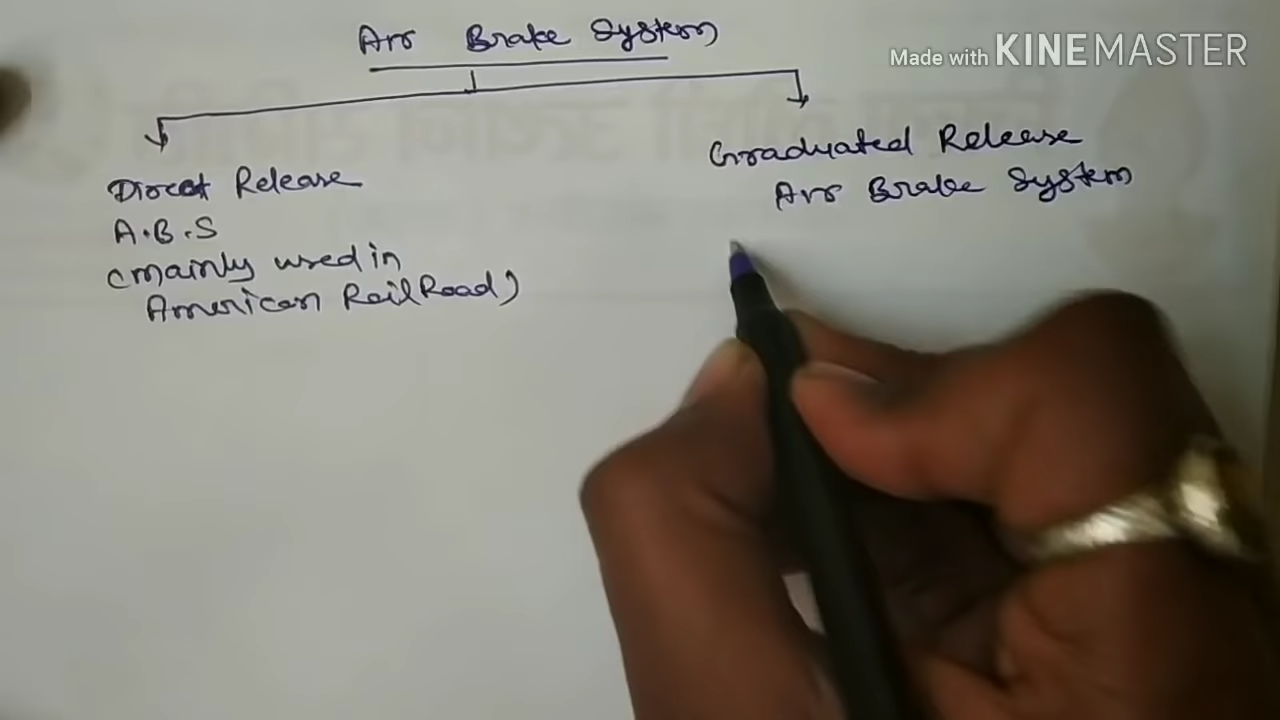 Air Brake System
Made with KINEMASTER
Direct Release
A.B.S
(mainly used in
American RailRoad)
Graduated Release
Air Brake System